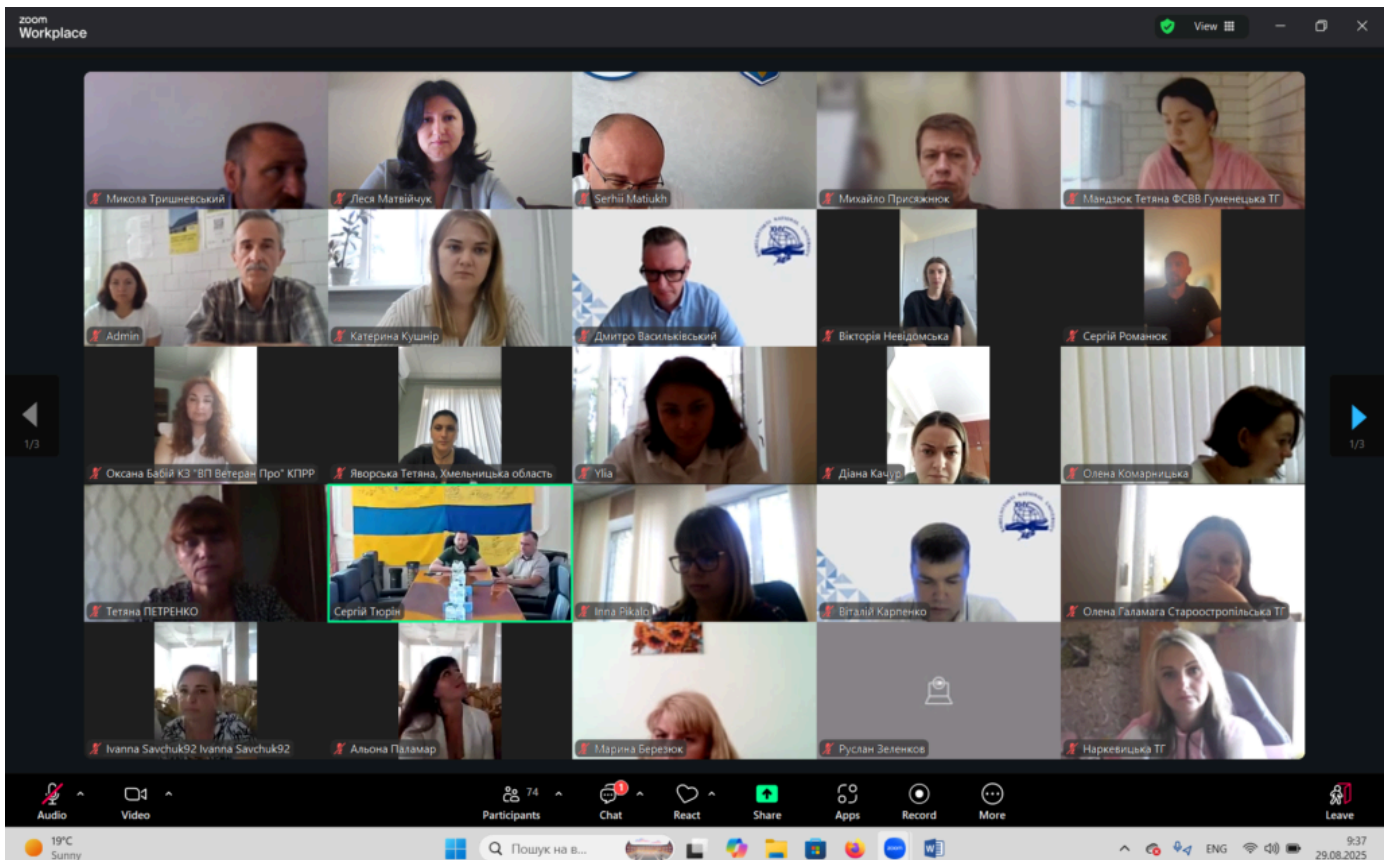 zoom
Workplace
View
Микола Тришневський
Леся Матвійчук
Serhii Matiukh
Михайло Присяжнюк
Мандзюк Тетяна ФСВВ Гуменецька ТГ
Admin
Катерина Кушнір
Дмитро Васильківський
Вікторія Невідомська
Сергій Романюк
1/3
1/3
Оксана Бабій КЗ "ВП Ветеран Про" КПРР
Яворська Тетяна, Хмельницька область
Ylia
Діана Качур
Олена Комарницька
Тетяна ПЕТРЕНКО
Сергій Тюрін
Inna Pikalo
Віталій Карпенко
Олена Галамага Староостропільська ТГ
Ivanna Savchuk92 Ivanna Savchuk92
Альона Паламар
Марина Березюк
Руслан Зеленков
Наркевицька ТГ
Audio
Video
Participants
74
Chat
1
React
Share
Apps
Record
More
Leave
19°C
Sunny
Пошук на в...
ENG
9:37
29.08.2025